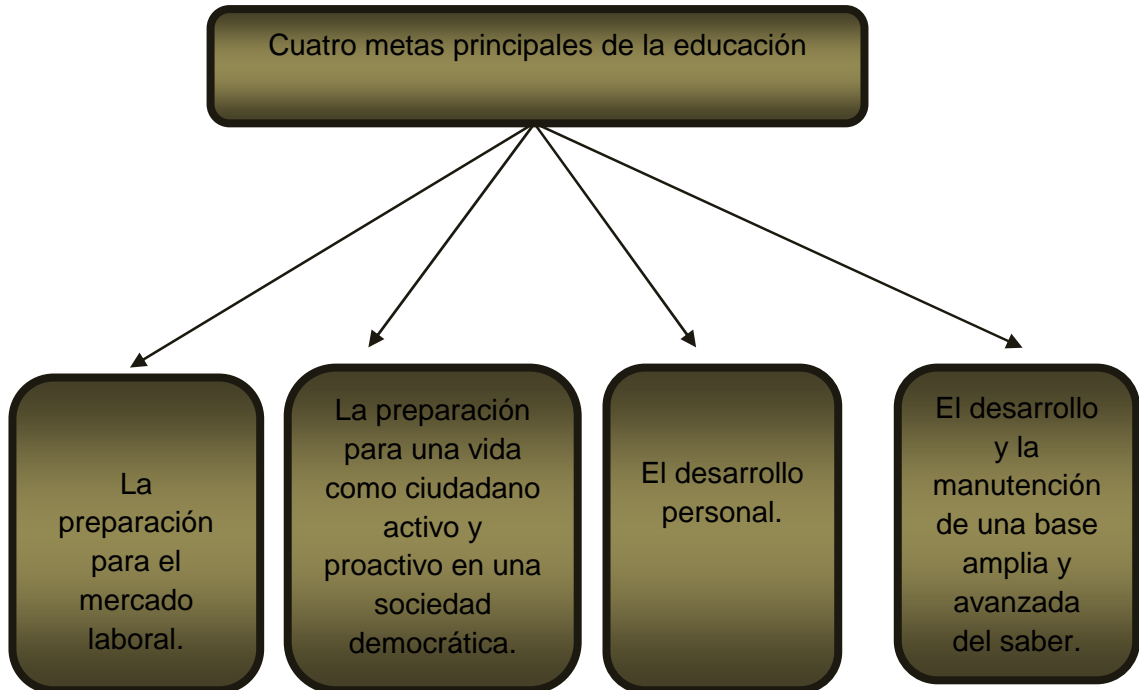 Cuatro metas principales de la educación
La
preparación
para el
mercado
laboral.
La preparación
para una vida
como ciudadano
activo y
proactivo en una
sociedad
democrática.
El desarrollo
personal.
El desarrollo
y la
manutención
de una base
amplia y
avanzada
del saber.